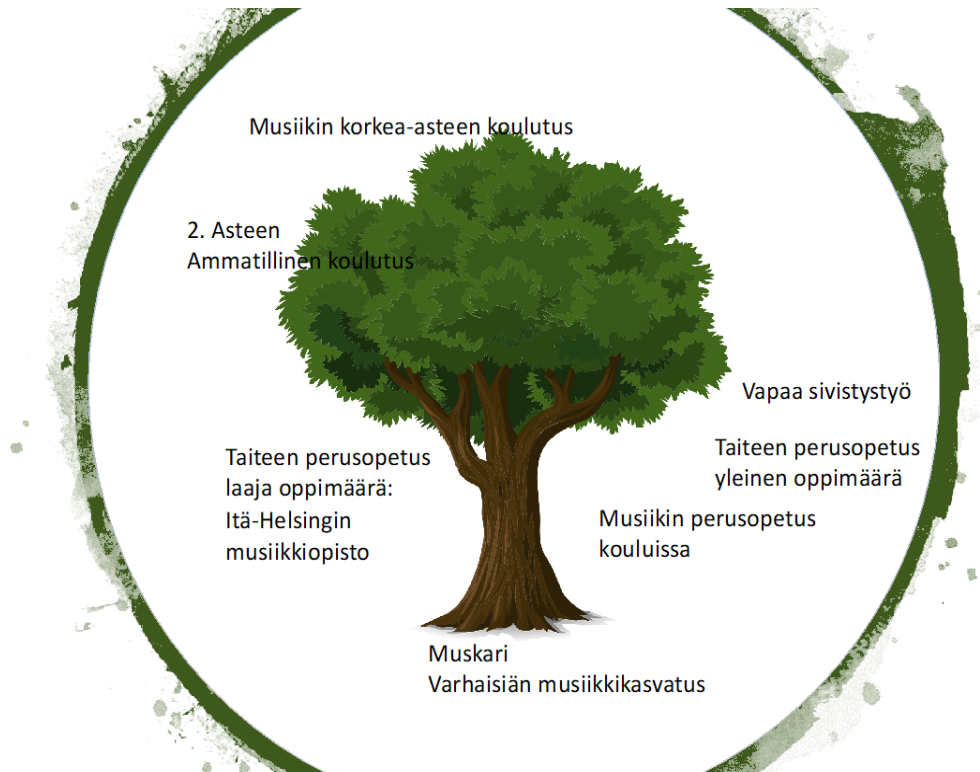 Musiikin korkea-asteen koulutus
2. Asteen
Ammatillinen koulutus
Vapaa sivistystyö
Taiteen perusopetus
yleinen oppimäärä
Taiteen perusopetus
laaja oppimäärä:
Itä-Helsingin
musiikkiopisto
Musiikin perusopetus
kouluissa
Muskari
Varhaisiän musiikkikasvatus